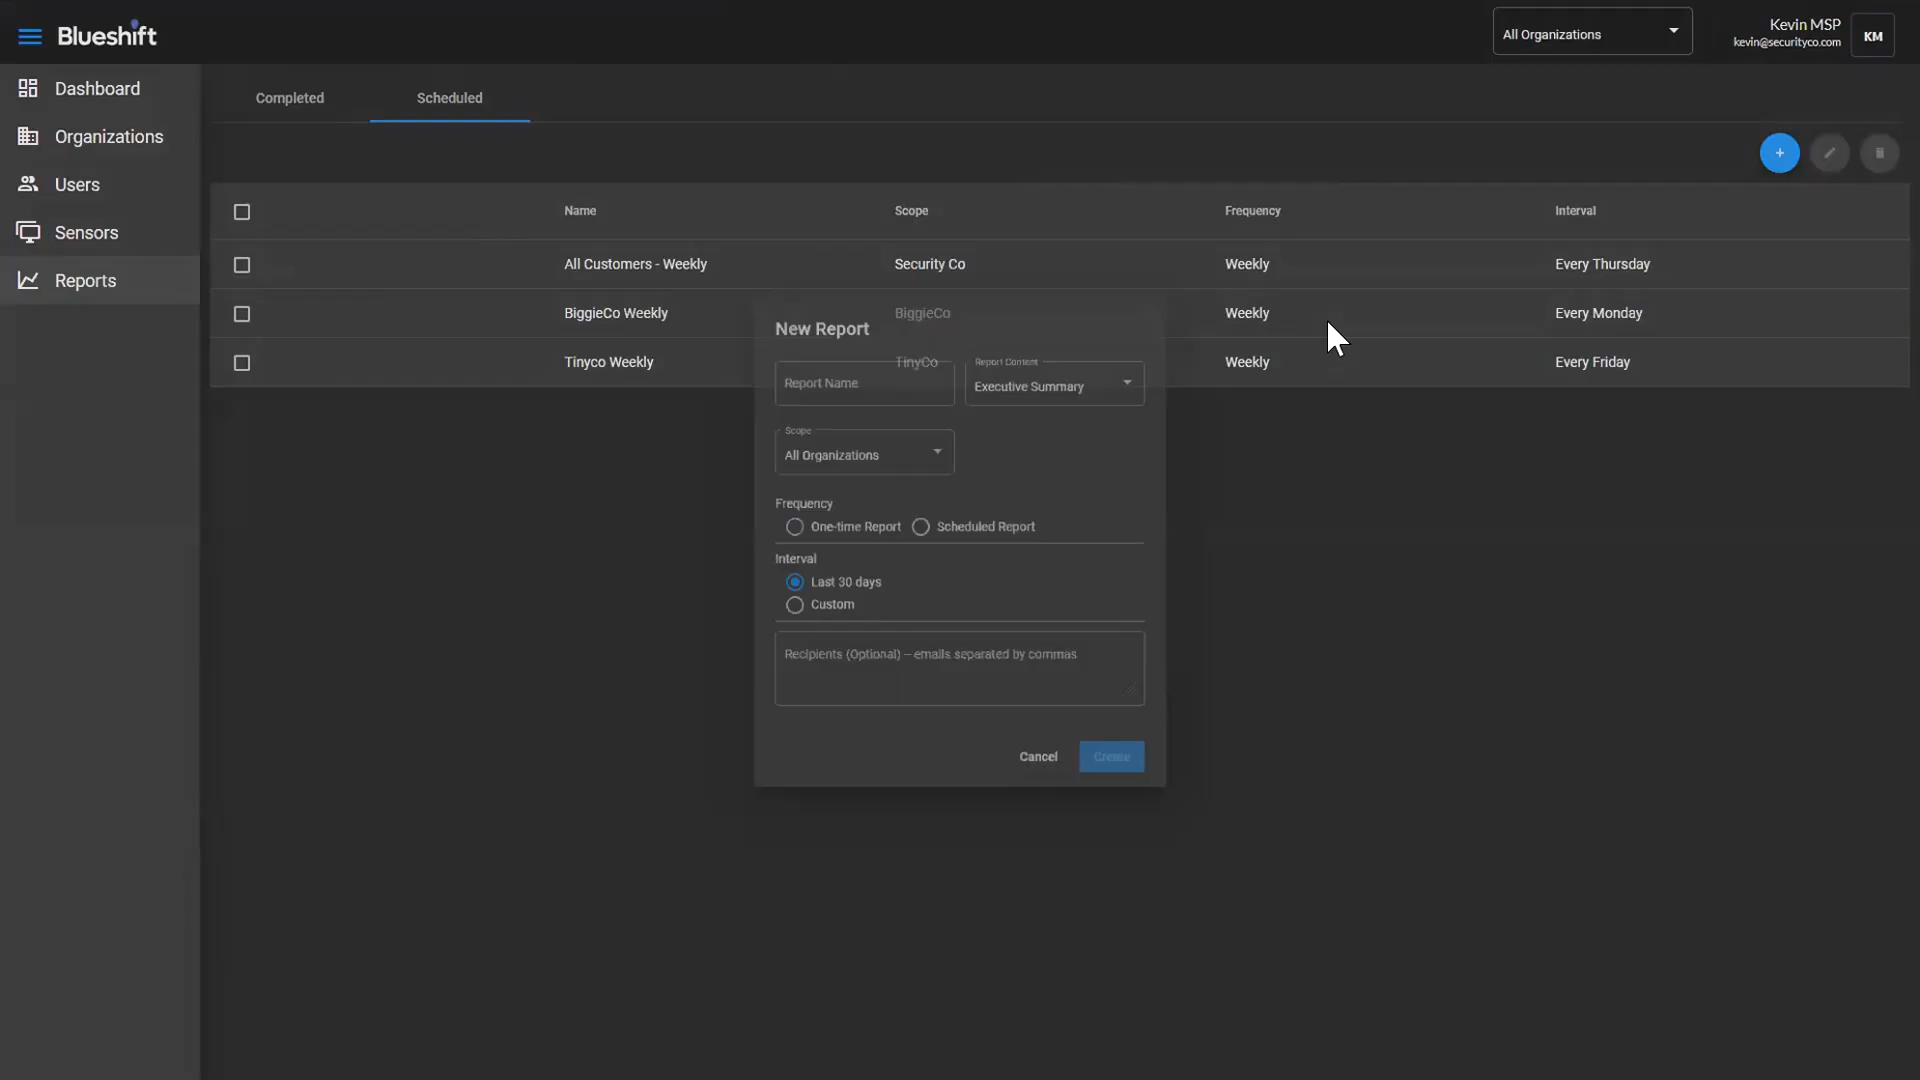 Blueshift
All Organizations
Kevin MSP
kevin@securityco.com
KM
Dashboard
Organizations
Users
Sensors
Reports
Completed
Scheduled
Name Scope Frequency Interval
All Customers - Weekly Security Co Weekly Every Thursday
BiggieCo Weekly BiggieCo Weekly Every Monday
Tinyco Weekly TinyCo Weekly Every Friday
New Report
Report Name
Report Content
Executive Summary
Scope
All Organizations
Frequency
One-time Report Scheduled Report
Interval
Last 30 days
Custom
Recipients (Optional) – emails separated by commas
Cancel Create